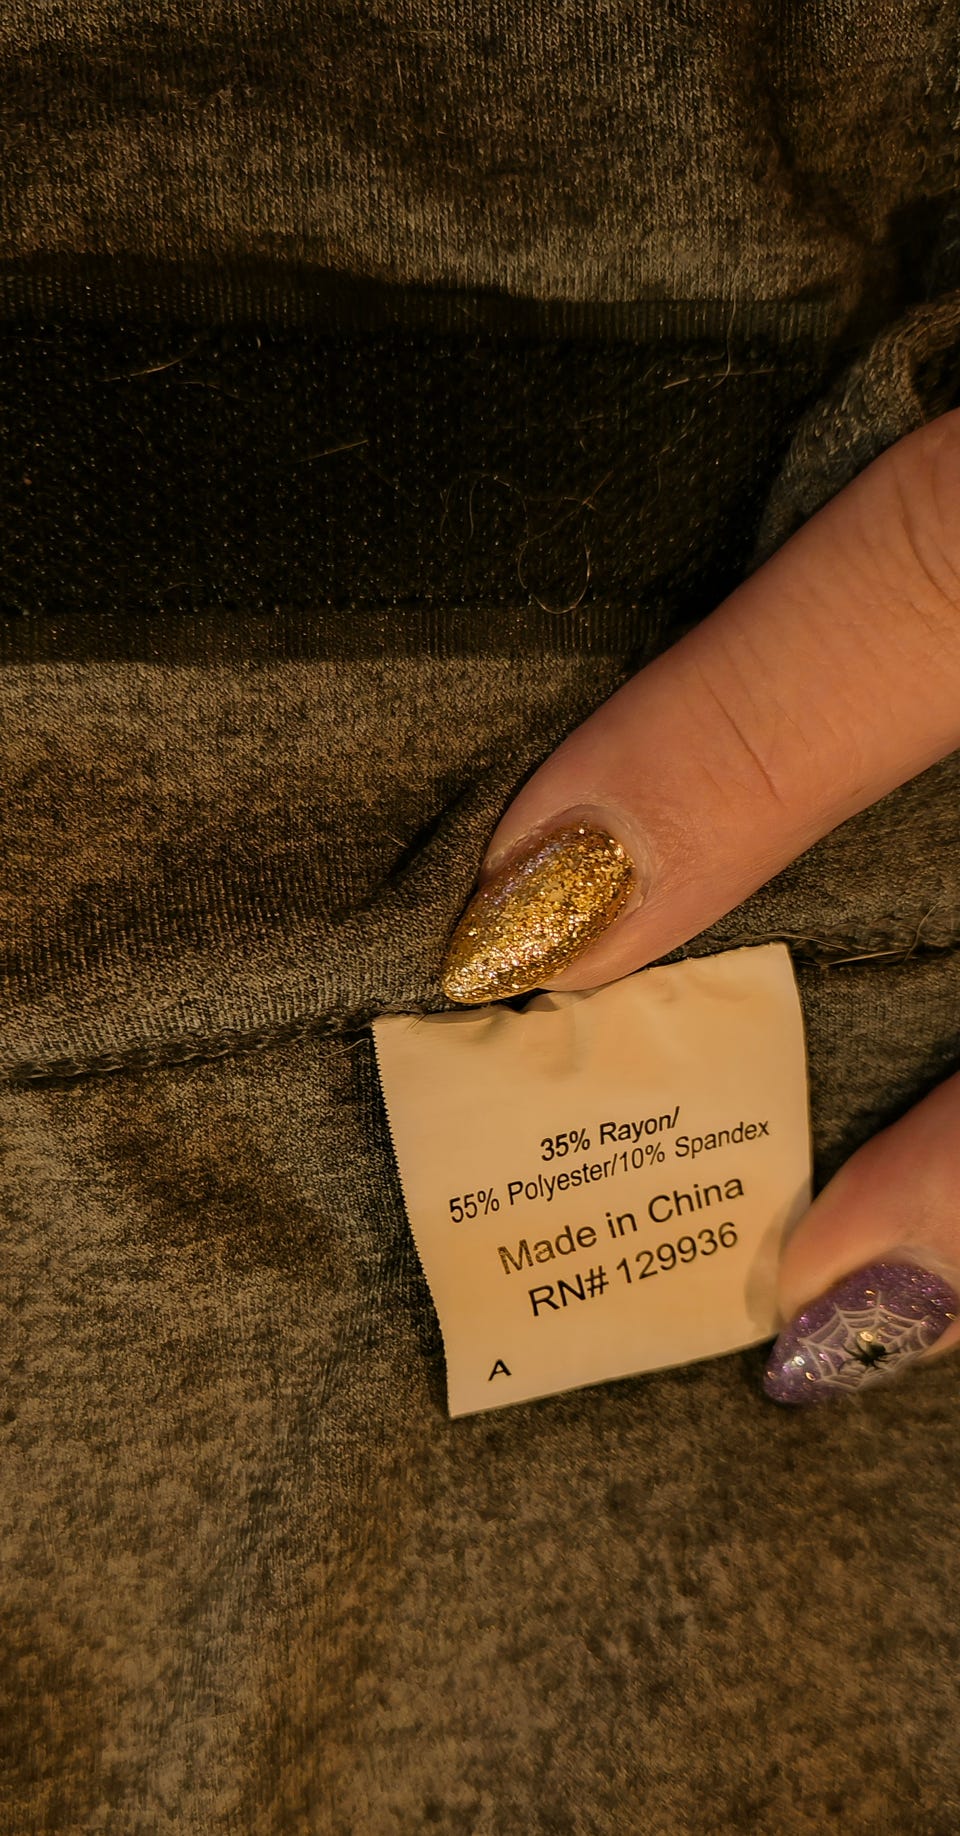 35% Rayon/
55% Polyester/10% Spandex
Made in China
RN# 129936
A